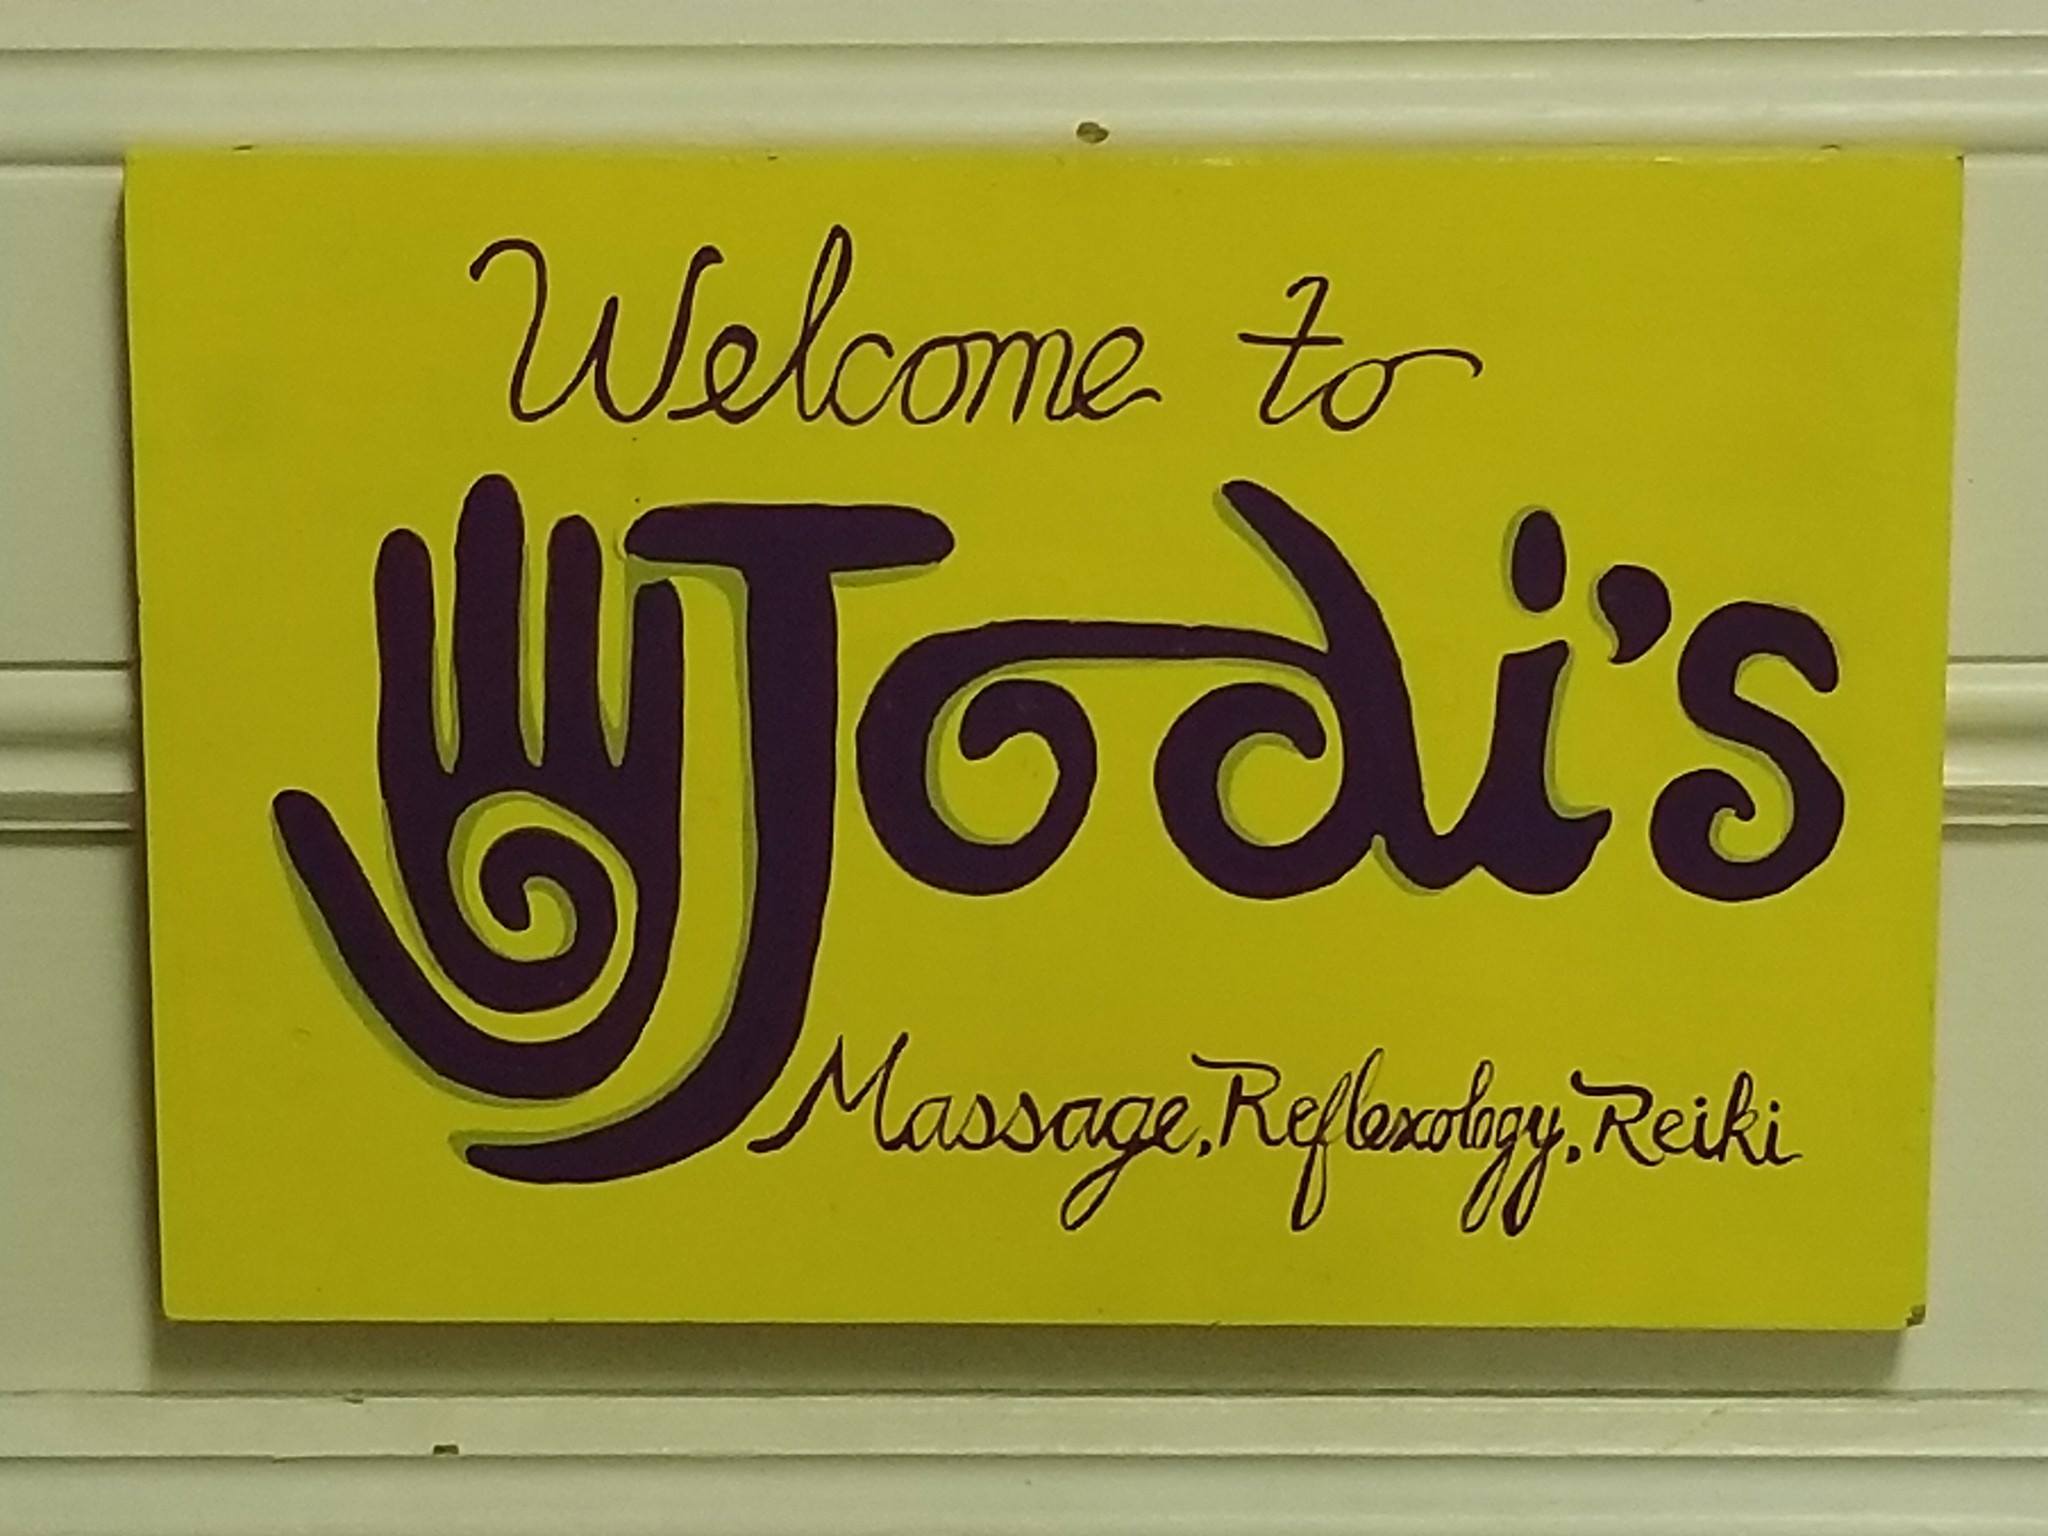 Welcome to
Jodi's
Massage, Reflexology, Reiki